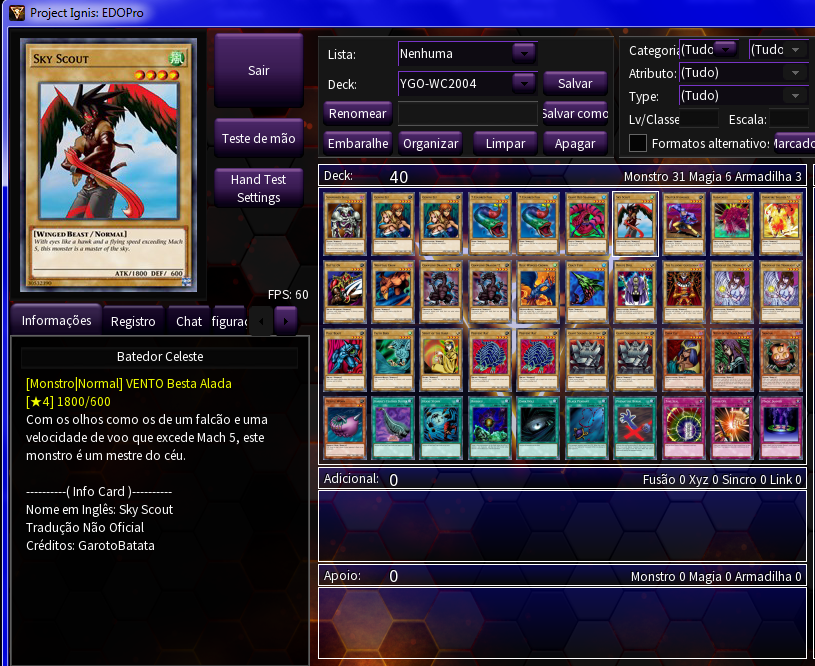 Project Ignis: EDOPro
SKY SCOUT
[WINGED BEAST / NORMAL]
With eyes like a hawk and a flying speed exceeding Mach
5, this monster is a master of the sky.
ATK/1800 DEF/ 600
Sair
Teste de mão
Hand Test
Settings
FPS: 60
Informações
Registro
Chat
figurac
Batedor Celeste
[Monstro|Normal] VENTO Besta Alada
[★4] 1800/600
Com os olhos como os de um falcão e uma
velocidade de voo que excede Mach 5, este
monstro é um mestre do céu.
----------( Info Card )----------
Nome em Inglês: Sky Scout
Tradução Não Oficial
Créditos: GarotoBatata
Lista:
Nenhuma
Deck:
YGO-WC2004
Salvar
Renomear
Salvar como
Embaralhe
Organizar
Limpar
Apagar
Categoria
(Tudo
(Tudo
Atributo:
(Tudo)
Type:
(Tudo)
Lv/Classe
Escala:
Formatos alternativos
Marcado
Deck:
40
Monstro 31 Magia 6 Armadilha 3
Adicional:
0
Fusão 0 Xyz 0 Sincro 0 Link 0
Apoio:
0
Monstro 0 Magia 0 Armadilha 0